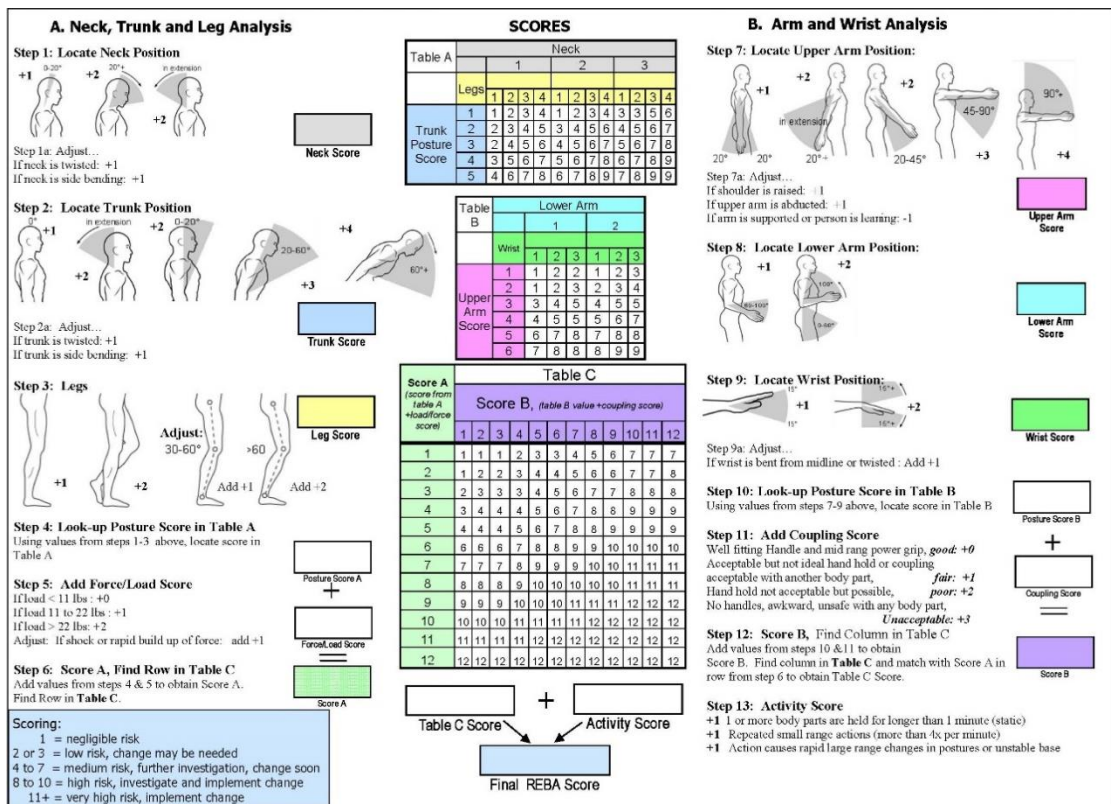 A. Neck, Trunk and Leg Analysis
Step 1: Locate Neck Position
+1
0-20°
20°+
+2
in extension
+2
Step 1a: Adjust…
If neck is twisted: +1
If neck is side bending: +1
Neck Score
Step 2: Locate Trunk Position
0°
+1
in extension
+2
+2
0-20°
20-60°
+3
+4
60°+
Step 2a: Adjust…
If trunk is twisted: +1
If trunk is side bending: +1
Trunk Score
Step 3: Legs
+1
+2
Adjust:
30-60°
Add +1
>60
Add +2
Leg Score
Step 4: Look-up Posture Score in Table A
Using values from steps 1-3 above, locate score in
Table A
Posture Score A
+
Step 5: Add Force/Load Score
If load < 11 lbs : +0
If load 11 to 22 lbs : +1
If load > 22 lbs: +2
Adjust: If shock or rapid build up of force: add +1
Force/Load Score
Step 6: Score A, Find Row in Table C
Add values from steps 4 & 5 to obtain Score A.
Find Row in Table C.
Score A
Scoring:
1 = negligible risk
2 or 3 = low risk, change may be needed
4 to 7 = medium risk, further investigation, change soon
8 to 10 = high risk, investigate and implement change
11+ = very high risk, implement change
SCORES
Table A
Neck
1 2 3
Legs 1 2 3 4 1 2 3 4 1 2 3 4
Trunk
Posture
Score
1 1 2 3 4 1 2 3 4 3 3 5 6
2 2 3 4 5 3 4 5 6 4 5 6 7
3 2 4 5 6 4 5 6 7 5 6 7 8
4 3 5 6 7 5 6 7 8 6 7 8 9
5 4 6 7 8 6 7 8 9 7 8 9 9
Table
B
Lower Arm
1 2
Wrist 1 2 3 1 2 3
Upper
Arm
Score
1 1 2 2 1 2 3
2 1 2 3 2 3 4
3 3 4 5 4 5 5
4 4 5 5 5 6 7
5 6 7 8 7 8 8
6 7 8 8 8 9 9
Score A
(score from
table A
+load/force
score)
Table C
Score B, (table B value +coupling score)
1 2 3 4 5 6 7 8 9 10 11 12
1 1 1 1 2 3 3 4 5 6 7 7 7
2 1 2 2 3 4 4 5 6 6 7 7 8
3 2 3 3 3 4 5 6 7 7 8 8 8
4 3 4 4 4 5 6 7 8 8 9 9 9
5 4 4 4 5 6 7 8 8 9 9 9 9
6 6 6 6 7 8 8 9 9 10 10 10 10
7 7 7 7 8 9 9 9 10 10 11 11 11
8 8 8 8 9 10 10 10 10 10 11 11 11
9 9 9 9 10 10 10 11 11 11 12 12 12
10 10 10 10 11 11 11 11 12 12 12 12 12
11 11 11 11 11 12 12 12 12 12 12 12 12
12 12 12 12 12 12 12 12 12 12 12 12 12
+
Table C Score
Activity Score
Final REBA Score
B. Arm and Wrist Analysis
Step 7: Locate Upper Arm Position:
+1
20° 20°
+2
in extension
20°+
+2
20-45°
45-90°
+3
90°+
+4
Step 7a: Adjust…
If shoulder is raised: +1
If upper arm is abducted: +1
If arm is supported or person is leaning: -1
Upper Arm
Score
Step 8: Locate Lower Arm Position:
+1
+2
Lower Arm
Score
Step 9: Locate Wrist Position:
15°
15°
+1
15°+
15°+
+2
Step 9a: Adjust…
If wrist is bent from midline or twisted : Add +1
Wrist Score
Step 10: Look-up Posture Score in Table B
Using values from steps 7-9 above, locate score in Table B
Posture Score B
+
Step 11: Add Coupling Score
Well fitting Handle and mid rang power grip, good: +0
Acceptable but not ideal hand hold or coupling
acceptable with another body part, fair: +1
Hand hold not acceptable but possible, poor: +2
No handles, awkward, unsafe with any body part,
Unacceptable: +3
Coupling Score
Step 12: Score B, Find Column in Table C
Add values from steps 10 &11 to obtain
Score B. Find column in Table C and match with Score A in
row from step 6 to obtain Table C Score.
Score B
Step 13: Activity Score
+1 1 or more body parts are held for longer than 1 minute (static)
+1 Repeated small range actions (more than 4x per minute)
+1 Action causes rapid large range changes in postures or unstable base